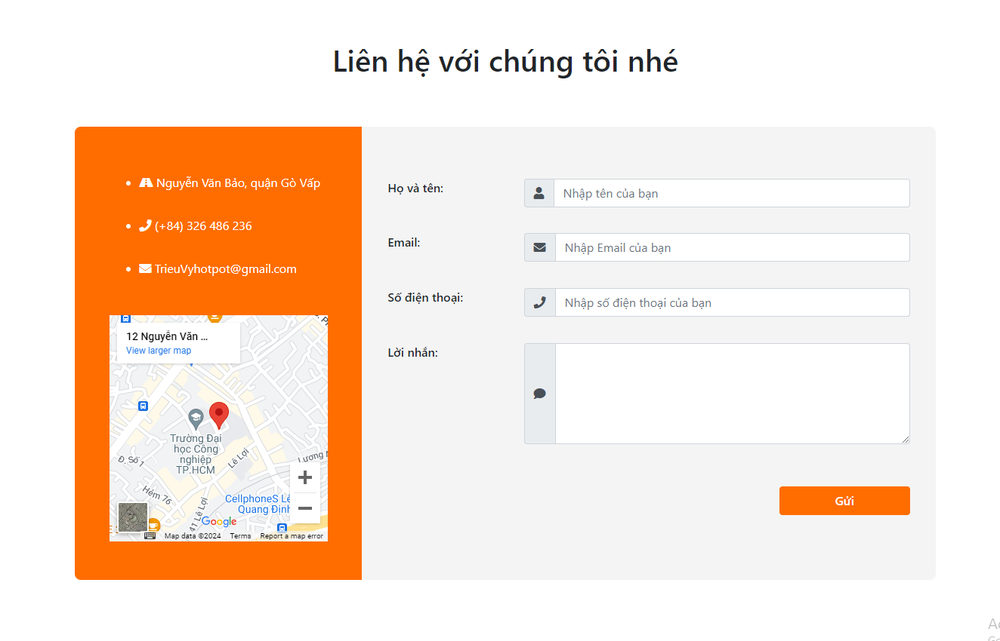 Liên hệ với chúng tôi nhé
Nguyễn Văn Bảo, quận Gò Vấp
(+84) 326 486 236
TrieuVyhotpot@gmail.com
12 Nguyễn Văn ...
View larger map
Trường Đại
học Công
nghiệp
TP.HCM
Đ. Số 1
Lê Lợi
Lương
Hẻm 76
41 Lê Lợi
CellphoneS Lê
Quang Định
Google
Map data ©2024 Terms Report a map error
Họ và tên:
Nhập tên của bạn
Email:
Nhập Email của bạn
Số điện thoại:
Nhập số điện thoại của bạn
Lời nhắn:
Gửi